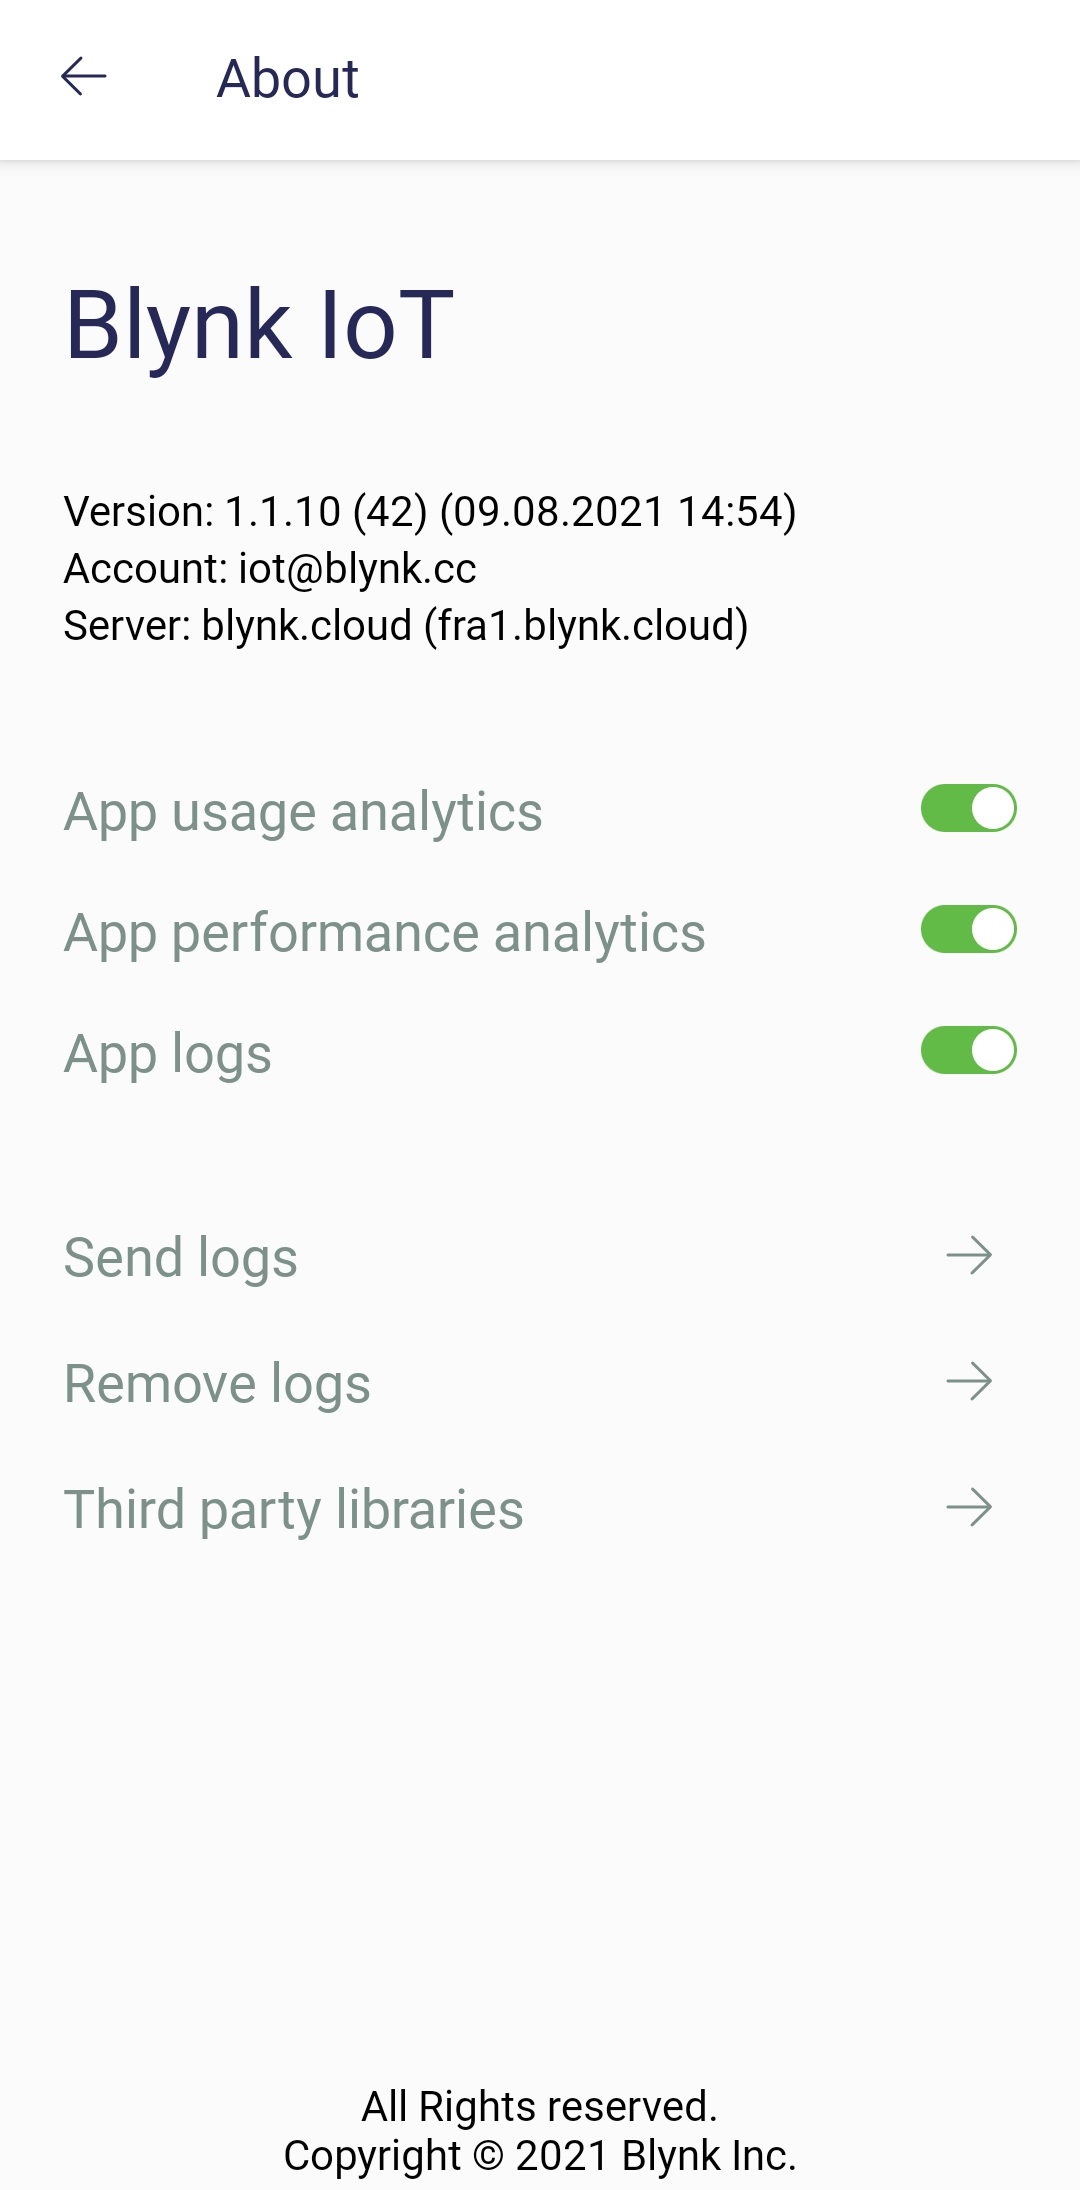 About
Blynk IoT
Version: 1.1.10 (42) (09.08.2021 14:54)
Account: iot@blynk.cc
Server: blynk.cloud (fra1.blynk.cloud)
App usage analytics
App performance analytics
App logs
Send logs
Remove logs
Third party libraries
All Rights reserved.
Copyright © 2021 Blynk Inc.